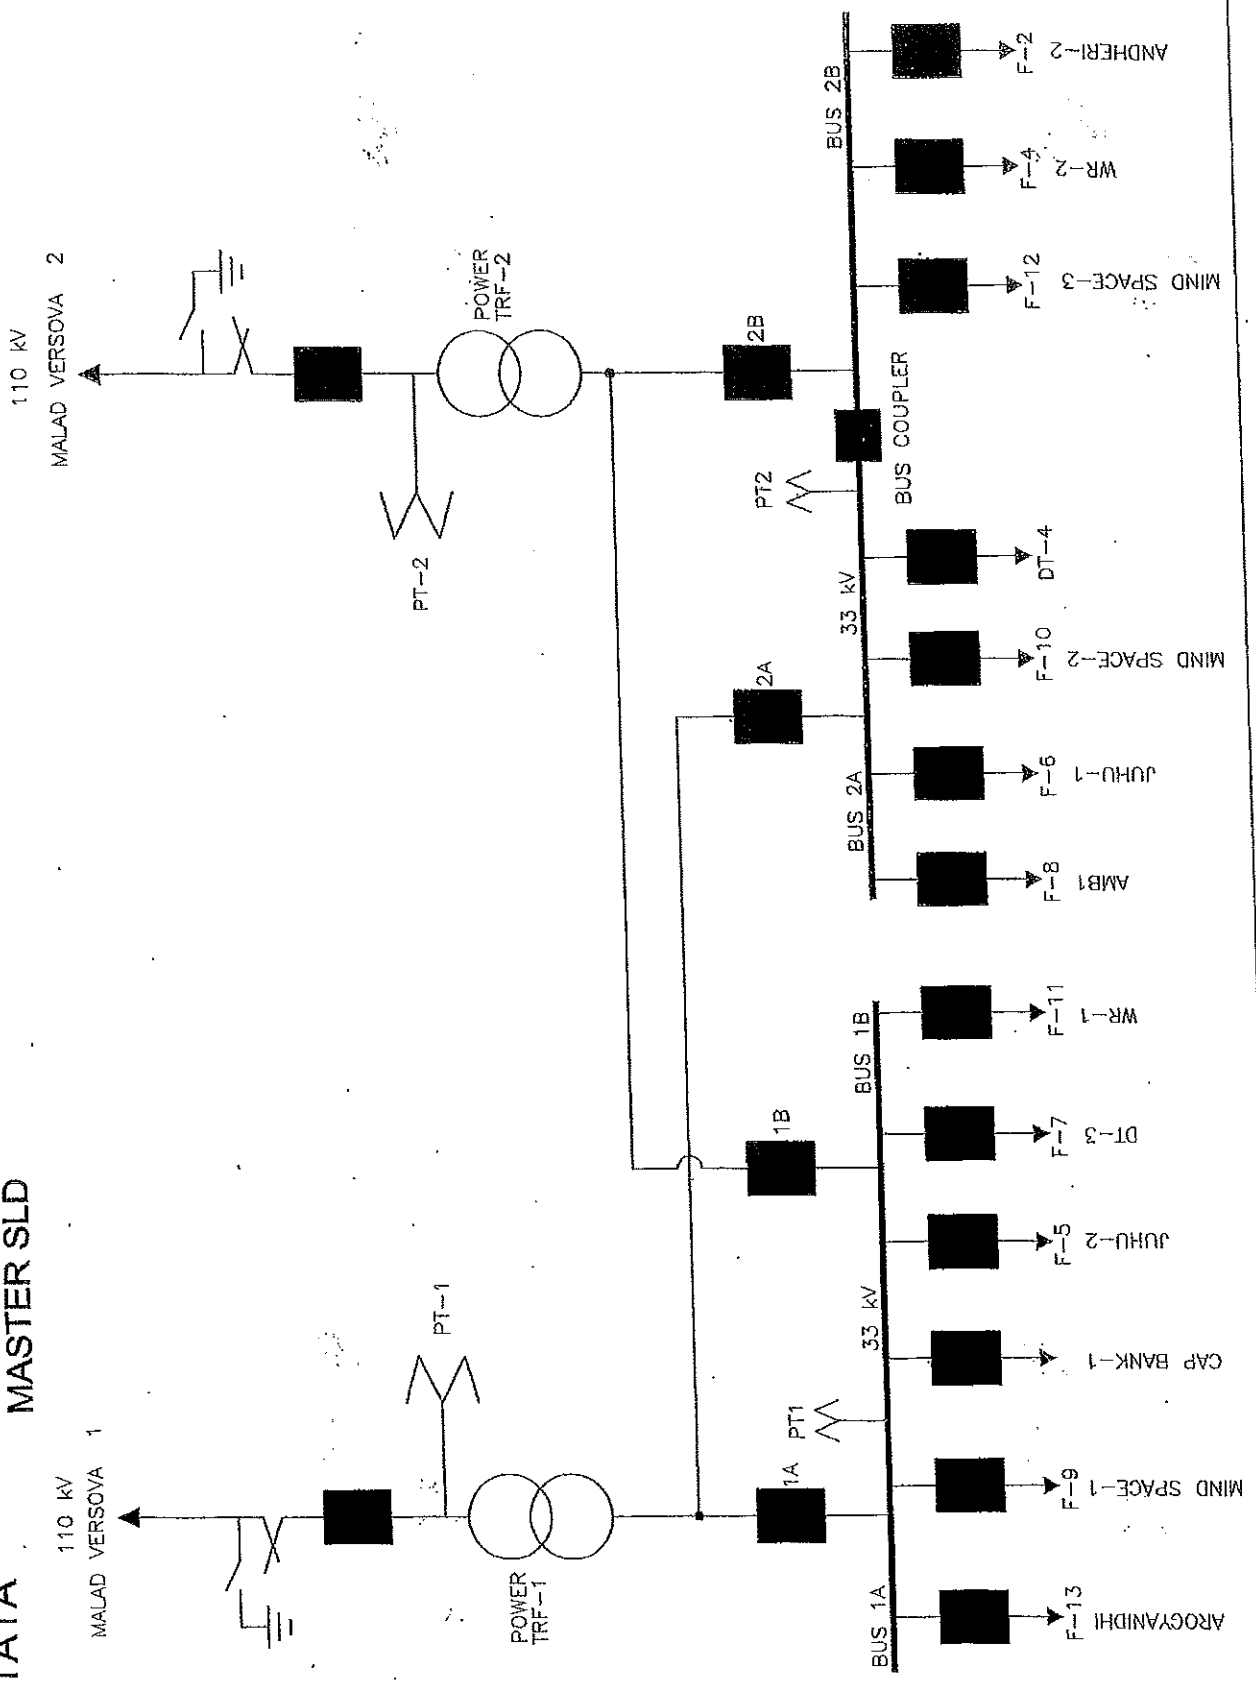 TATA MASTER SLD
110 kV
MALAD VERSOVA 1
110 kV
MALAD VERSOVA 2
PT-1
PT-2
POWER
TRF-1
POWER
TRF-2
1A
1B
2A
2B
PT1
PT2
BUS 1A
33 kV
BUS 1B
BUS 2A
33 kV
BUS COUPLER
BUS 2B
F-13
AROGYANIDHI
F-9
MIND SPACE-1
CAP BANK-1
F-5
JUHU-2
F-7
DT-3
F-11
WR-1
F-8
AMB1
F-6
JUHU-1
F-10
MIND SPACE-2
DT-4
F-12
MIND SPACE-3
F-4
WR-2
F-2
ANDHERI-2